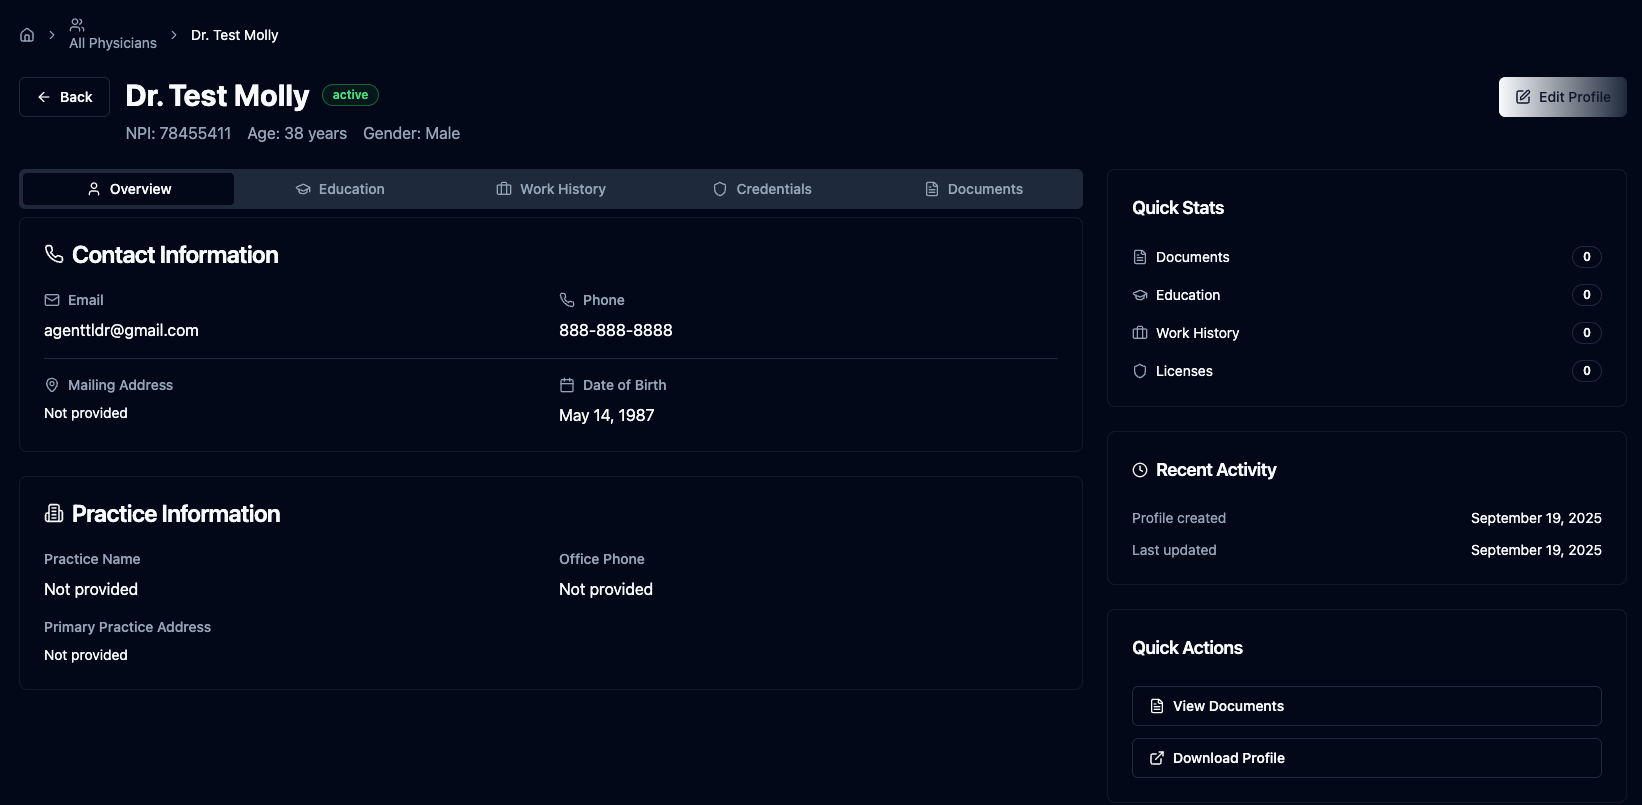 All Physicians
Dr. Test Molly
Back
Dr. Test Molly
active
Edit Profile
NPI: 78455411 Age: 38 years Gender: Male
Overview
Education
Work History
Credentials
Documents
Contact Information
Email
Phone
agenttldr@gmail.com
888-888-8888
Mailing Address
Date of Birth
Not provided
May 14, 1987
Practice Information
Practice Name
Office Phone
Not provided
Not provided
Primary Practice Address
Not provided
Quick Stats
Documents 0
Education 0
Work History 0
Licenses 0
Recent Activity
Profile created September 19, 2025
Last updated September 19, 2025
Quick Actions
View Documents
Download Profile